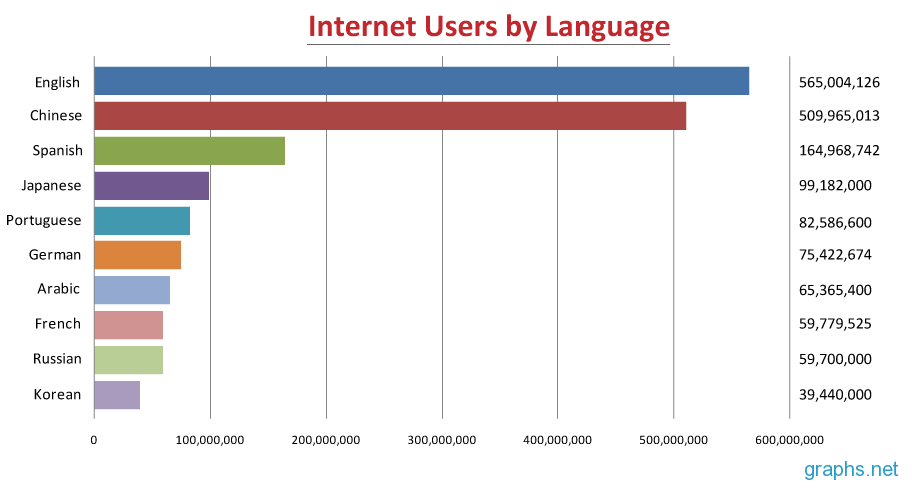 Internet Users by Language
English 565,004,126
Chinese 509,965,013
Spanish 164,968,742
Japanese 99,182,000
Portuguese 82,586,600
German 75,422,674
Arabic 65,365,400
French 59,779,525
Russian 59,700,000
Korean 39,440,000
0 100,000,000 200,000,000 300,000,000 400,000,000 500,000,000 600,000,000
graphs.net